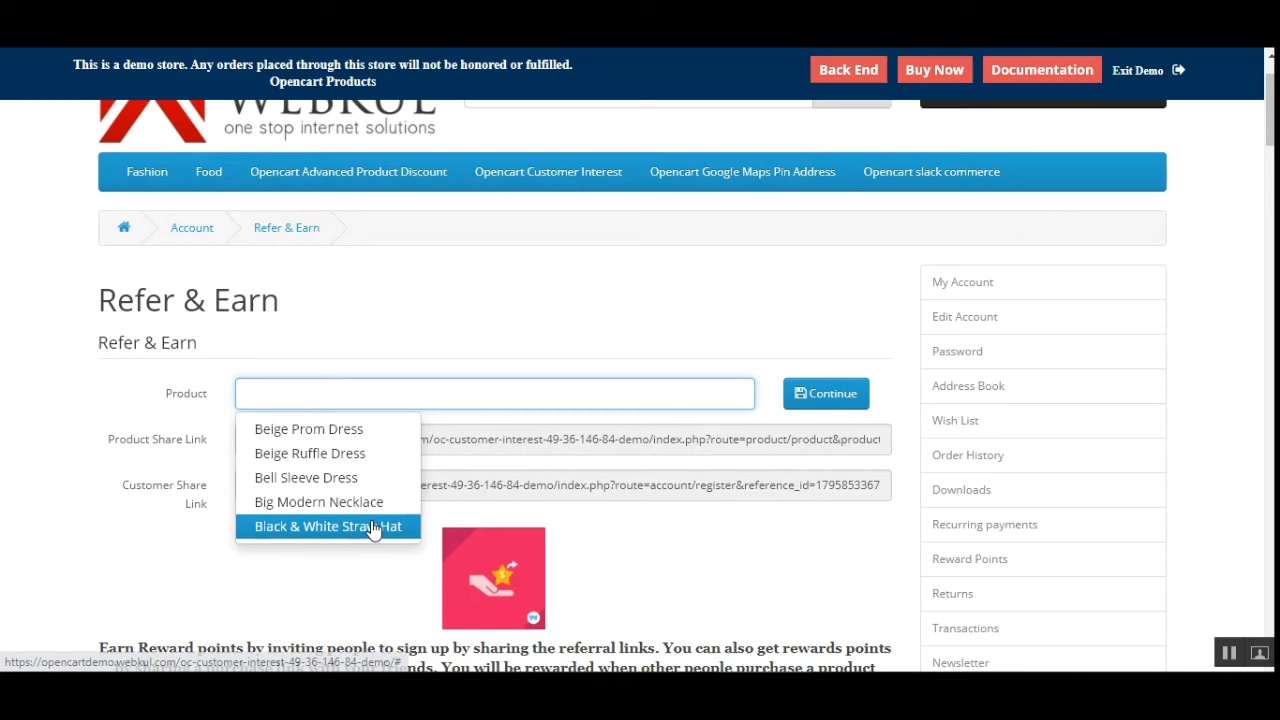 This is a demo store. Any orders placed through this store will not be honored or fulfilled.
Opencart Products
Back End
Buy Now
Documentation
Exit Demo
WEBKUL
one stop internet solutions
Fashion
Food
Opencart Advanced Product Discount
Opencart Customer Interest
Opencart Google Maps Pin Address
Opencart slack commerce
Account
Refer & Earn
Refer & Earn
Refer & Earn
Product
Continue
Beige Prom Dress
Beige Ruffle Dress
Bell Sleeve Dress
Big Modern Necklace
Black & White Straw Hat
Product Share Link
m/oc-customer-interest-49-36-146-84-demo/index.php?route=product/product&product
Customer Share
Link
erest-49-36-146-84-demo/index.php?route=account/register&reference_id=1795853367
Earn Reward points by inviting people to sign up by sharing the referral links. You can also get rewards points
friends. You will be rewarded when other people purchase a product
https://opencartdemo.webkul.com/oc-customer-interest-49-36-146-84-demo/#
My Account
Edit Account
Password
Address Book
Wish List
Order History
Downloads
Recurring payments
Reward Points
Returns
Transactions
Newsletter